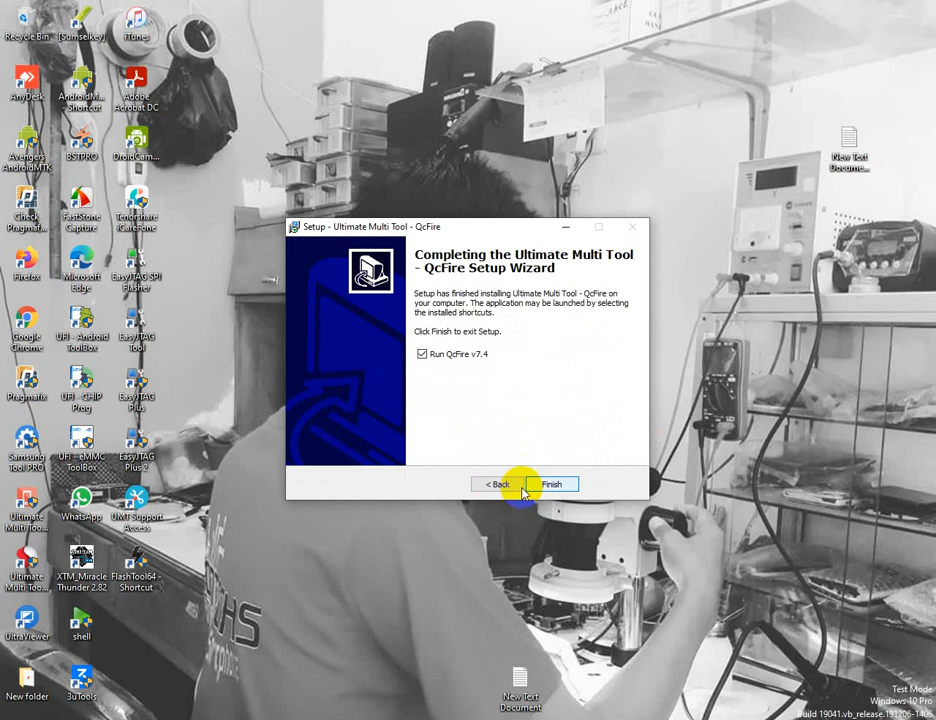 Recycle Bin
[Sumselkey]
iTunes
AnyDesk
AndroidM...
- Shortcut
Adobe
Acrobat DC
Avengers
AndroidMTK
BSTPRO
DroidCam...
Check
Pragmaf...
FastStone
Capture
Tenorshare
iCareFone
Firefox
Microsoft
Edge
EasyJTAG SPI
Flasher
Google
Chrome
UFI - Android
ToolBox
EasyJTAG
Tool
Pragmafix
UFI - CHIP
Prog
EasyJTAG
Plus
Samsung
Tool PRO
UFI - eMMC
ToolBox
EasyJTAG
Plus 2
Ultimate
Multi Too...
WhatsApp
UMT Support
Access
Ultimate
Multi Too...
XTM_Miracle
Thunder 2.82
FlashTool64 -
Shortcut
UltraViewer
shell
New folder
3uTools
New Text
Docume...
Setup - Ultimate Multi Tool - QcFire
Completing the Ultimate Multi Tool
- QcFire Setup Wizard
Setup has finished installing Ultimate Multi Tool - QcFire on
your computer. The application may be launched by selecting
the installed shortcuts.
Click Finish to exit Setup.
Run QcFire v7.4
< Back
Finish
New Text
Document
Test Mode
Windows 10 Pro
Build 19041.vb_release.191206-1406